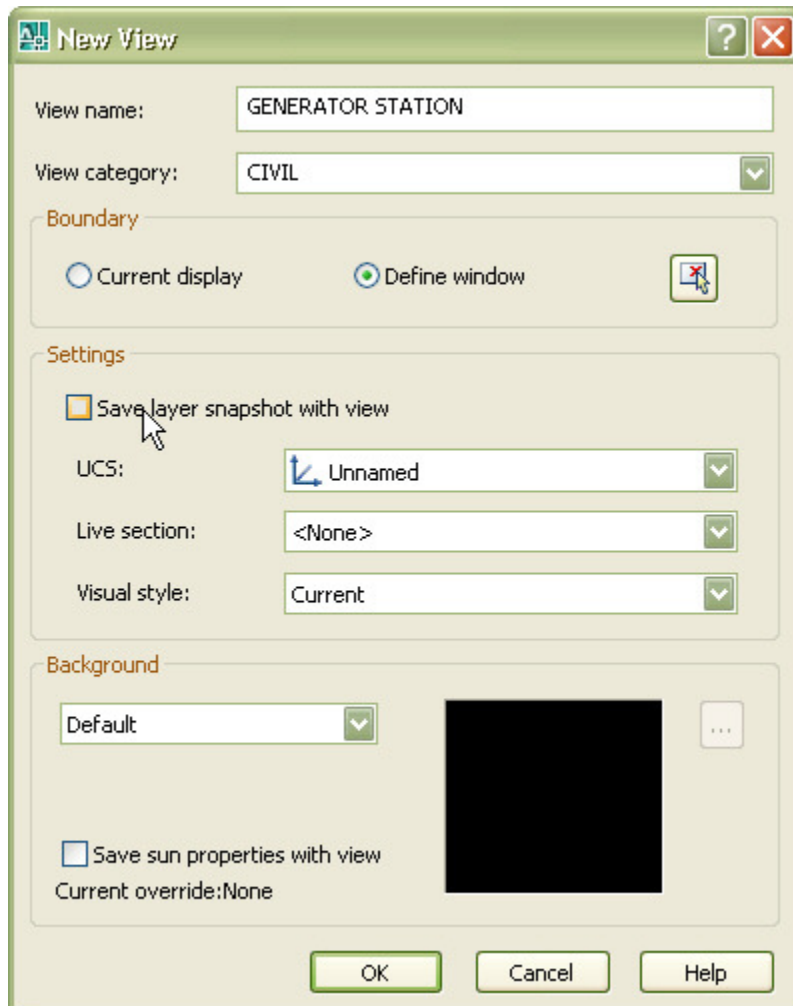 New View
View name: GENERATOR STATION
View category: CIVIL
Boundary
Current display Define window
Settings
Save layer snapshot with view
UCS: Unnamed
Live section: <None>
Visual style: Current
Background
Default
...
Save sun properties with view
Current override:None
OK Cancel Help